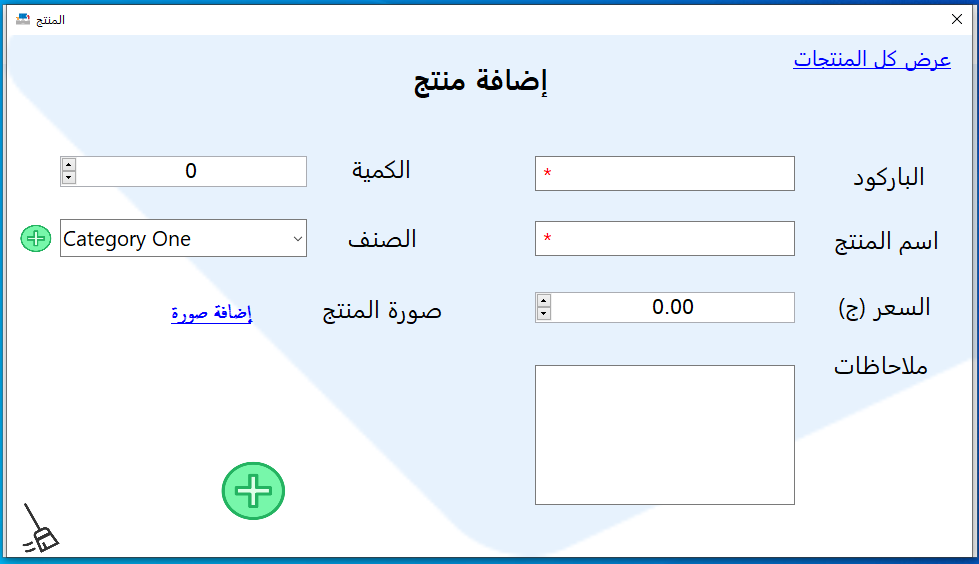 المنتج
عرض كل المنتجات
إضافة منتج
الباركود
*
الكمية
0
اسم المنتج
*
الصنف
Category One
السعر (ج)
0.00
صورة المنتج
إضافة صورة
ملاحاظات